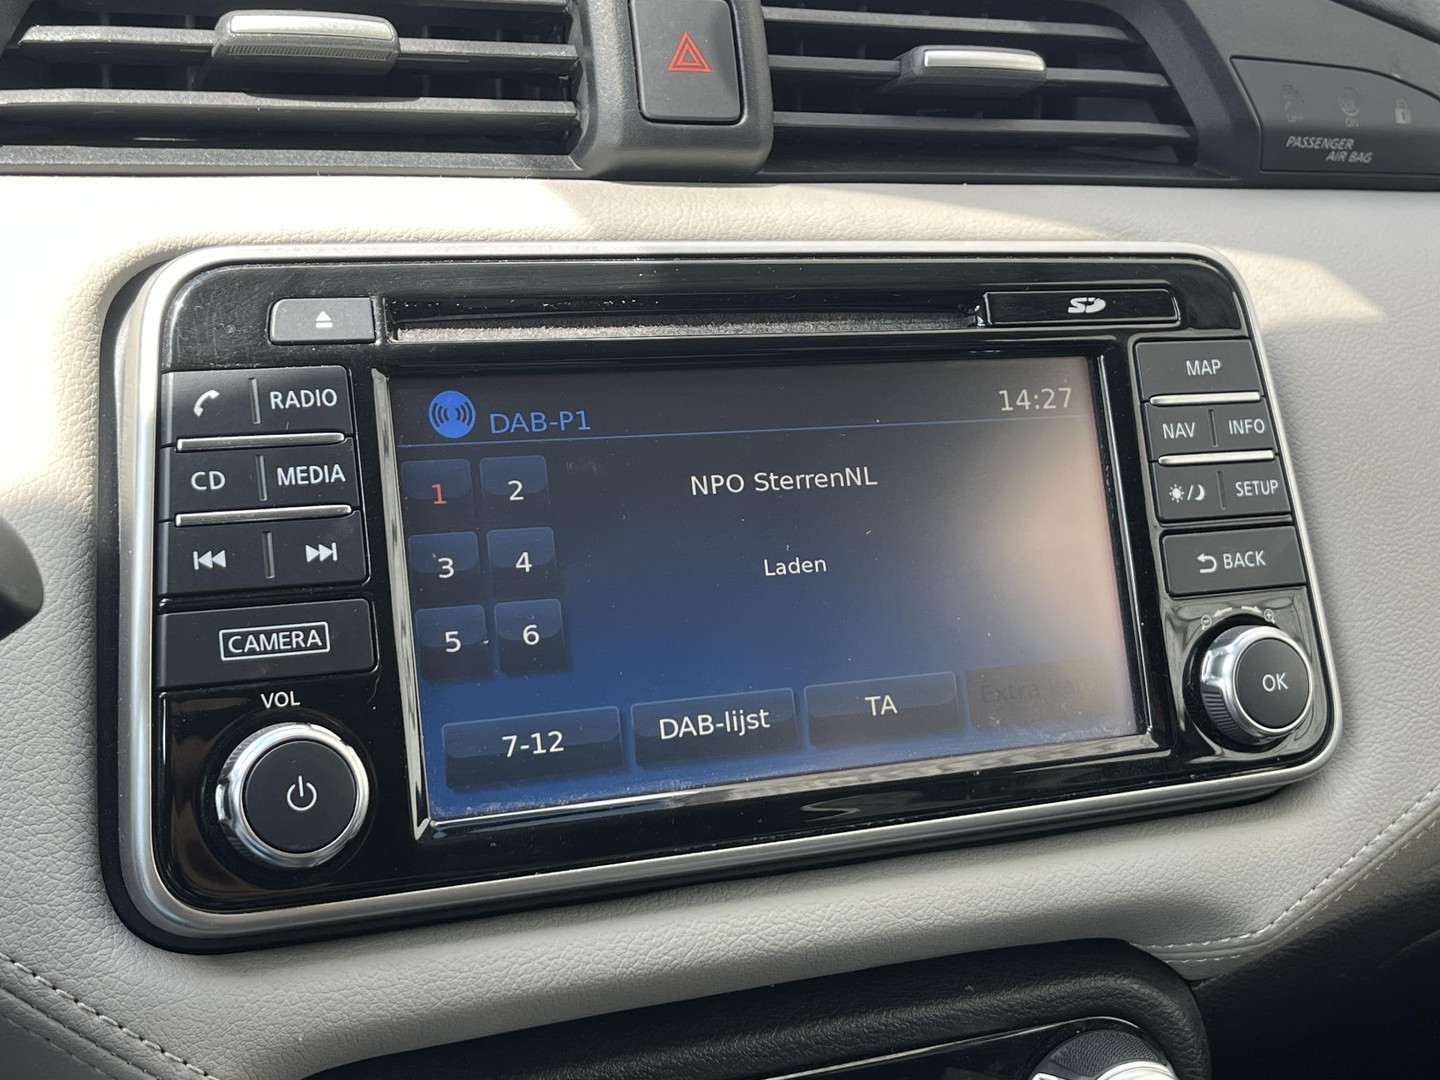 PASSENGER
AIR BAG
SD
RADIO
CD
MEDIA
CAMERA
VOL
DAB-P1
14:27
1
2
3
4
5
6
NPO SterrenNL
Laden
7-12
DAB-lijst
TA
Extra
MAP
NAV
INFO
SETUP
BACK
OK